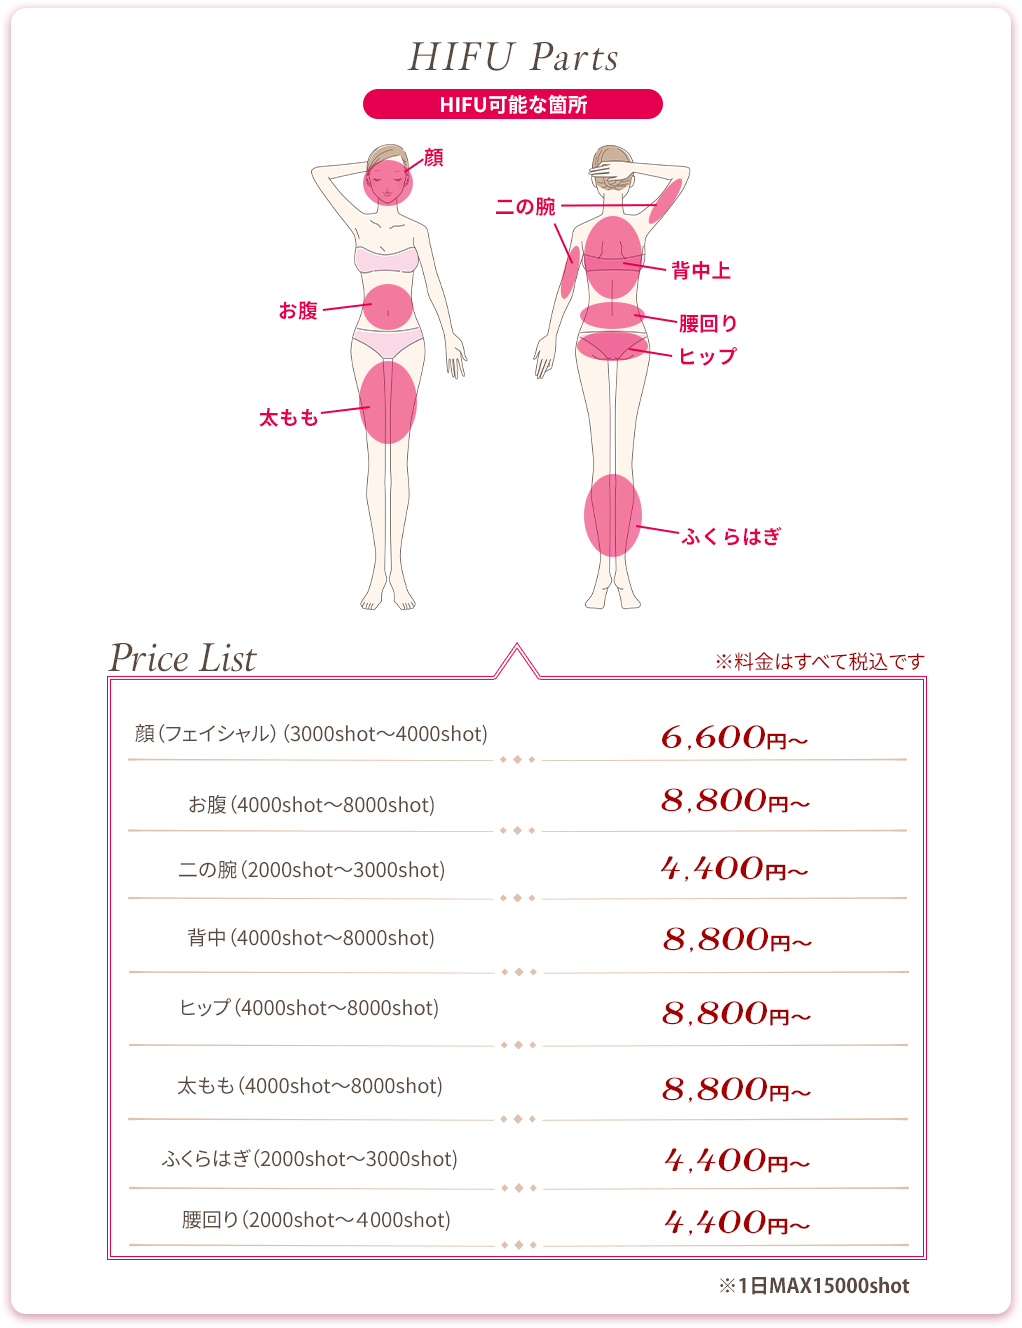 HIFU Parts
HIFU可能な箇所
顔
二の腕
背中上
お腹
腰回り
ヒップ
太もも
ふくらはぎ
Price List
※料金はすべて税込です
顔(フェイシャル)(3000shot～4000shot) 6,600円～
お腹(4000shot～8000shot) 8,800円～
二の腕(2000shot～3000shot) 4,400円～
背中(4000shot～8000shot) 8,800円～
ヒップ(4000shot～8000shot) 8,800円～
太もも(4000shot～8000shot) 8,800円～
ふくらはぎ(2000shot～3000shot) 4,400円～
腰回り(2000shot～4000shot) 4,400円～
※1日MAX15000shot